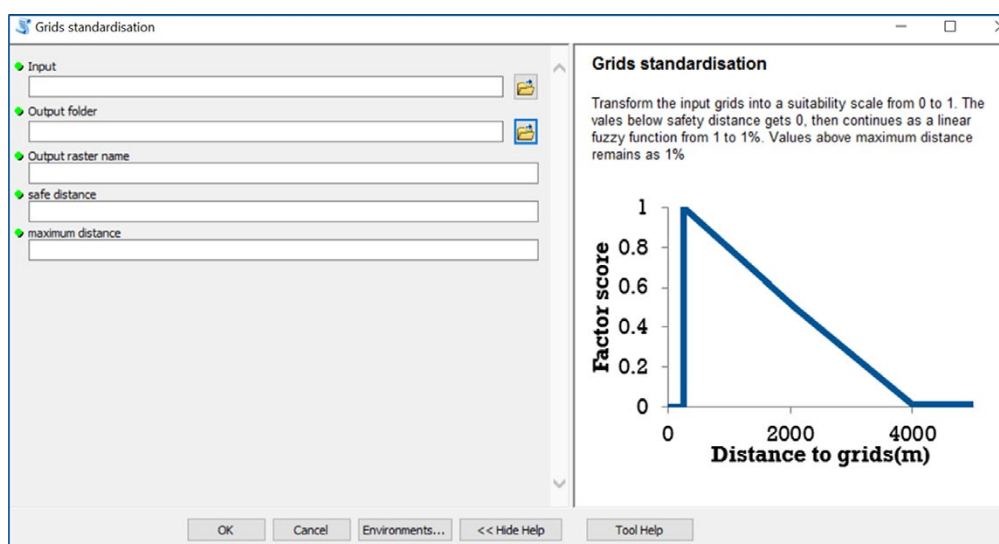 Grids standardisation
Input
Output folder
Output raster name
safe distance
maximum distance
Grids standardisation
Transform the input grids into a suitability scale from 0 to 1. The
vales below safety distance gets 0, then continues as a linear
fuzzy function from 1 to 1%. Values above maximum distance
remains as 1%
1
0.8
0.6
0.4
0.2
0
Factor score
0 2000 4000
Distance to grids(m)
OK Cancel Environments... << Hide Help Tool Help